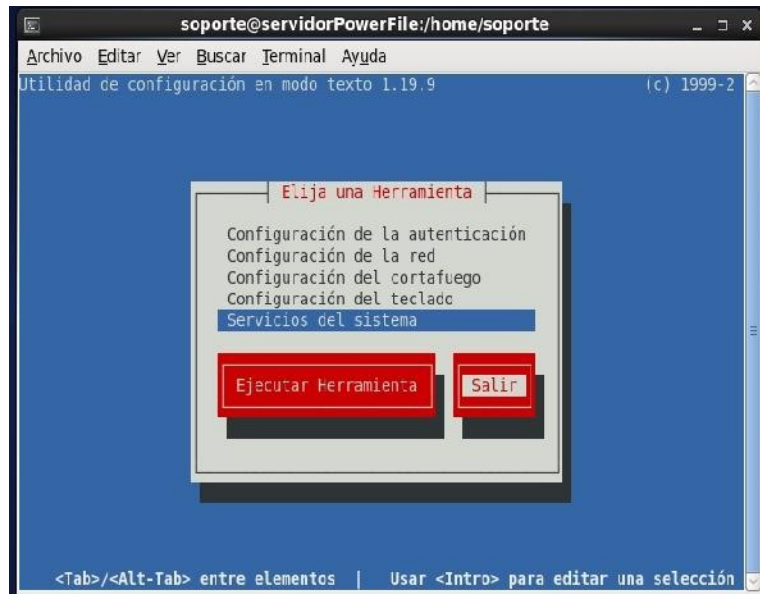 soporte@servidorPowerFile:/home/soporte
Archivo Editar Ver Buscar Terminal Ayuda
Utilidad de configuración en modo texto 1.19.9 (c) 1999-2
Elija una Herramienta
Configuración de la autenticación
Configuración de la red
Configuración del cortafuego
Configuración del teclado
Servicios del sistema
Ejecutar Herramienta Salir
<Tab>/<Alt-Tab> entre elementos | Usar <Intro> para editar una selección